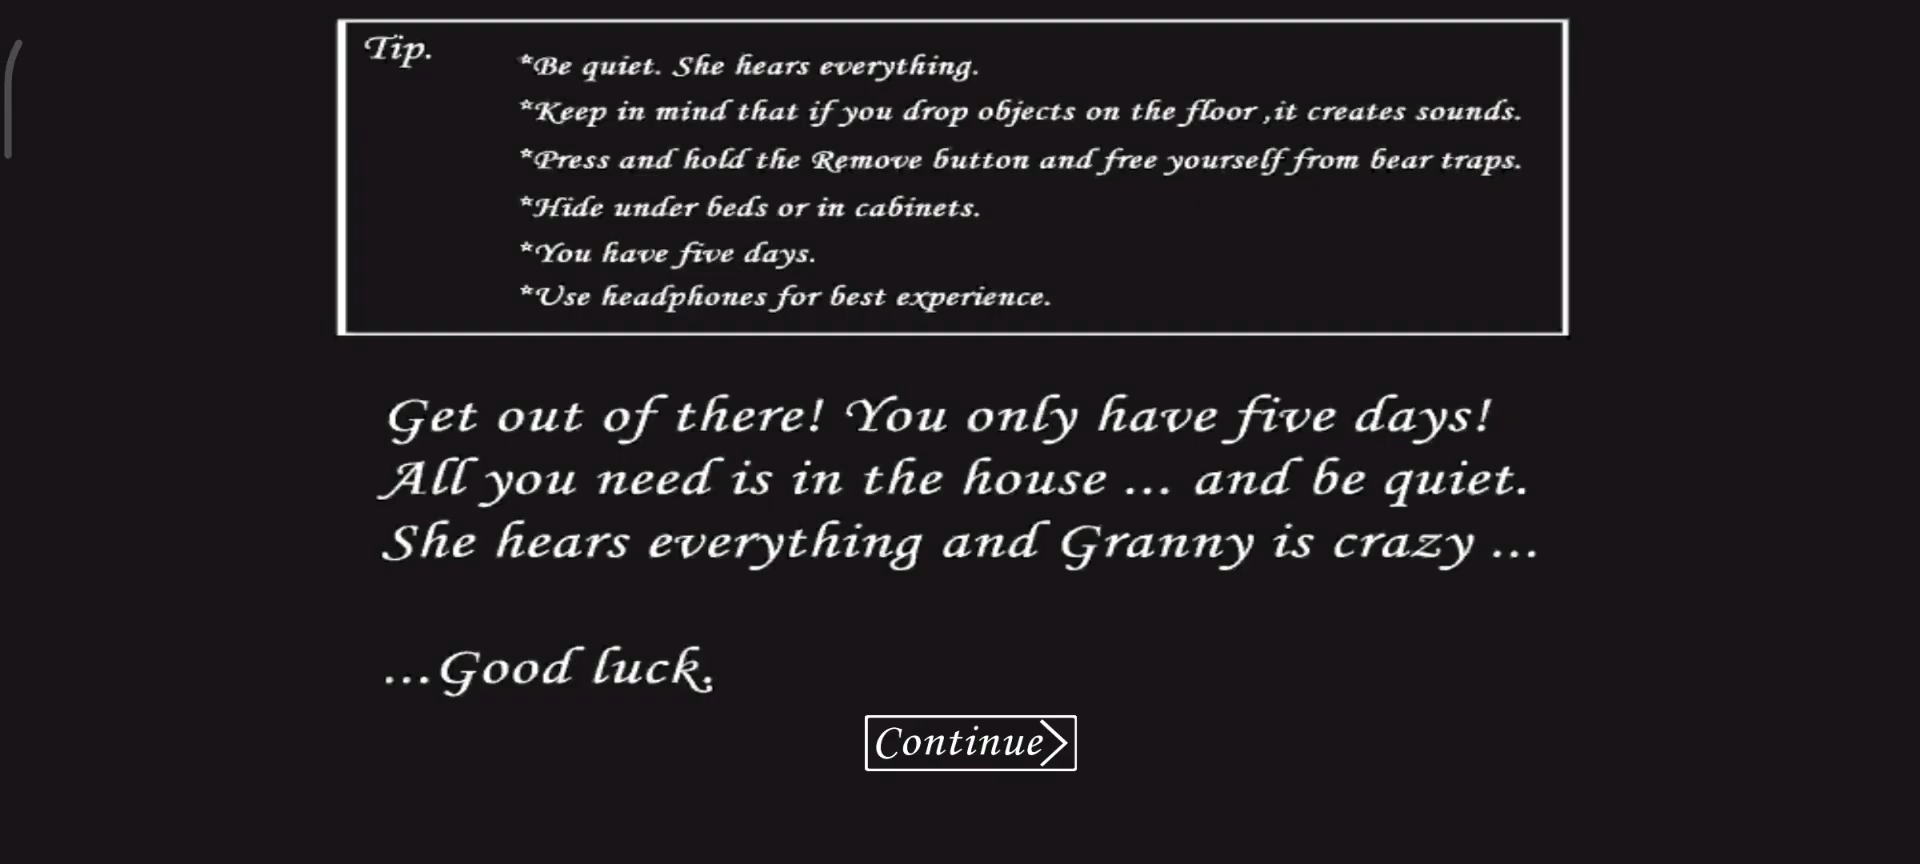 Tip.
*Be quiet. She hears everything.
*Keep in mind that if you drop objects on the floor ,it creates sounds.
*Press and hold the Remove button and free yourself from bear traps.
*Hide under beds or in cabinets.
*You have five days.
*Use headphones for best experience.
Get out of there! You only have five days!
All you need is in the house ... and be quiet.
She hears everything and Granny is crazy ...
...Good luck.
Continue